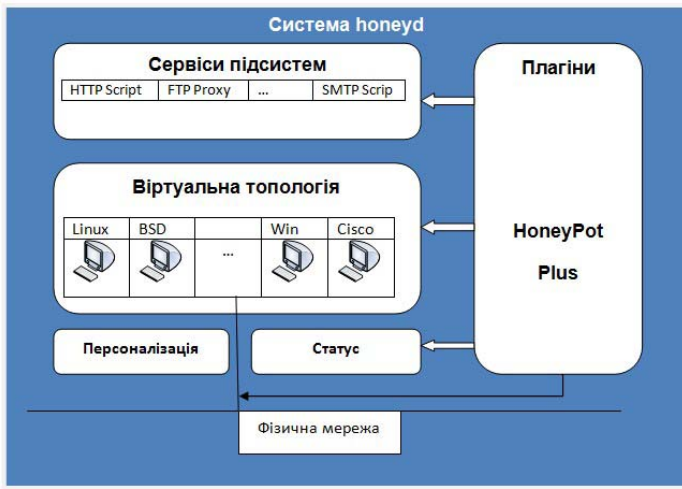 Система honeyd
Сервіси підсистем
HTTP Script FTP Proxy ... SMTP Scrip
Плагіни
HoneyPot
Plus
Віртуальна топологія
Linux BSD ... Win Cisco
Персоналізація
Статус
Фізична мережа